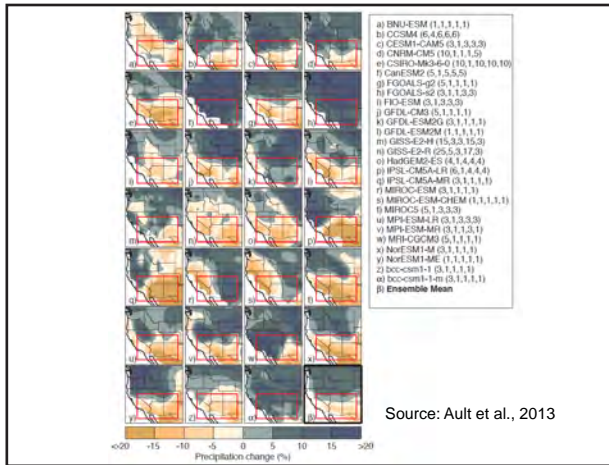 a) BNU-ESM (1,1,1,1,1)
b) CCSM4 (6,4,6,6,6)
c) CESM1-CAM5 (3,1,3,3,3)
d) CNRM-CM5 (10,1,1,1,5)
e) CSIRO-Mk3-6-0 (10,1,10,10,10)
f) CanESM2 (5,1,5,5,5)
g) FGOALS-g2 (5,1,1,1,1)
h) FGOALS-s2 (3,1,1,3,3)
i) FIO-ESM (3,1,3,3,3)
j) GFDL-CM3 (5,1,1,1,1)
k) GFDL-ESM2G (3,1,1,1,1)
l) GFDL-ESM2M (1,1,1,1,1)
m) GISS-E2-H (15,3,3,15,3)
n) GISS-E2-R (25,5,3,17,3)
o) HadGEM2-ES (4,1,4,4,4)
p) IPSL-CM5A-LR (6,1,4,4,4)
q) IPSL-CM5A-MR (3,1,1,1,1)
r) MIROC-ESM (3,1,1,1,1)
s) MIROC-ESM-CHEM (1,1,1,1,1)
t) MIROC5 (5,1,3,3,3)
u) MPI-ESM-LR (3,1,3,3,3)
v) MPI-ESM-MR (3,1,1,3,1)
w) MRI-CGCM3 (5,1,1,1,1)
x) NorESM1-M (3,1,1,1,1)
y) NorESM1-ME (1,1,1,1,1)
z) bcc-csm1-1 (3,1,1,1,1)
α) bcc-csm1-1-m (3,1,1,1,1)
β) Ensemble Mean
a) b) c) d)
e) f) g) h)
i) j) k) l)
m) n) o) p)
q) r) s) t)
u) v) w) x)
y) z) α) β)
Source: Ault et al., 2013
<-20 -15 -10 -5 0 5 10 15 >20
Precipitation change (%)